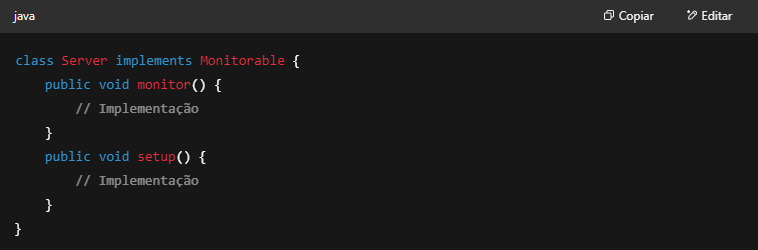 java Copiar Editar
class Server implements Monitorable {
    public void monitor() {
        // Implementação
    }
    public void setup() {
        // Implementação
    }
}